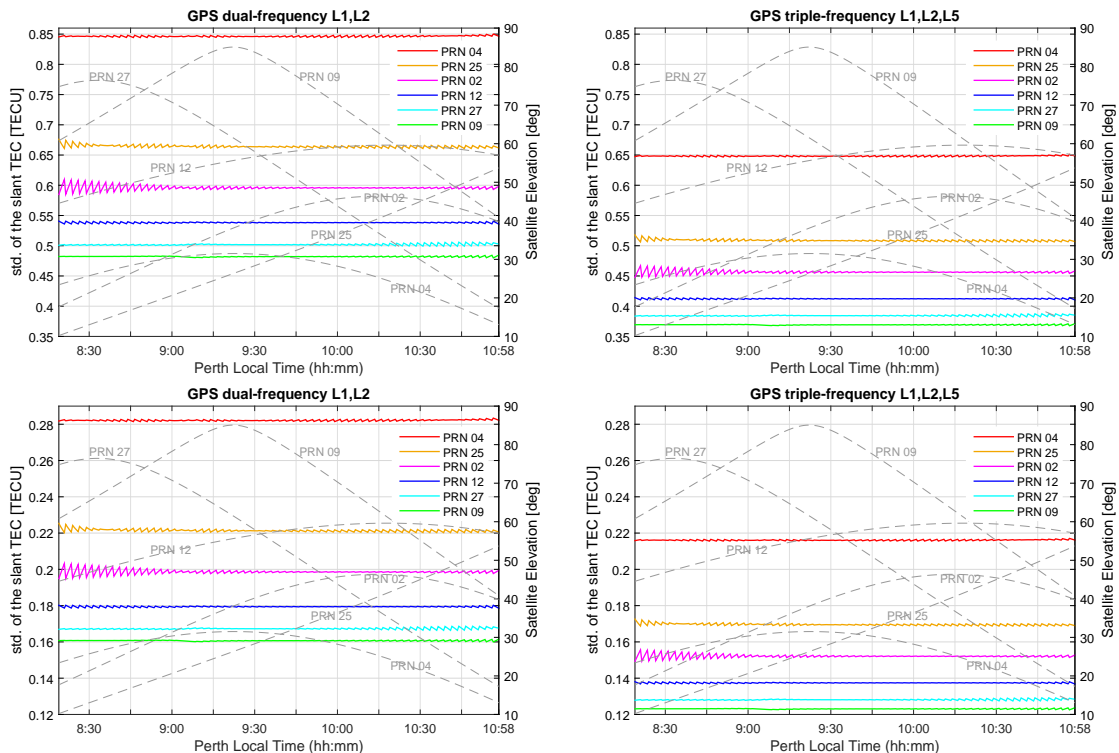 GPS dual-frequency L1,L2
std. of the slant TEC [TECU]
0.85
0.8
0.75
0.7
0.65
0.6
0.55
0.5
0.45
0.4
0.35
90
80
70
60
50
40
30
20
10
Satellite Elevation [deg]
PRN 04
PRN 25
PRN 02
PRN 12
PRN 27
PRN 09
PRN 27
PRN 09
PRN 12
PRN 02
PRN 25
PRN 04
8:30 9:00 9:30 10:00 10:30 10:58
Perth Local Time (hh:mm)
GPS triple-frequency L1,L2,L5
std. of the slant TEC [TECU]
0.85
0.8
0.75
0.7
0.65
0.6
0.55
0.5
0.45
0.4
0.35
90
80
70
60
50
40
30
20
10
Satellite Elevation [deg]
PRN 04
PRN 25
PRN 02
PRN 12
PRN 27
PRN 09
PRN 27
PRN 09
PRN 12
PRN 02
PRN 25
PRN 04
8:30 9:00 9:30 10:00 10:30 10:58
Perth Local Time (hh:mm)
GPS dual-frequency L1,L2
std. of the slant TEC [TECU]
0.28
0.26
0.24
0.22
0.2
0.18
0.16
0.14
0.12
90
80
70
60
50
40
30
20
10
Satellite Elevation [deg]
PRN 04
PRN 25
PRN 02
PRN 12
PRN 27
PRN 09
PRN 27
PRN 09
PRN 12
PRN 02
PRN 25
PRN 04
8:30 9:00 9:30 10:00 10:30 10:58
Perth Local Time (hh:mm)
GPS triple-frequency L1,L2,L5
std. of the slant TEC [TECU]
0.28
0.26
0.24
0.22
0.2
0.18
0.16
0.14
0.12
90
80
70
60
50
40
30
20
10
Satellite Elevation [deg]
PRN 04
PRN 25
PRN 02
PRN 12
PRN 27
PRN 09
PRN 27
PRN 09
PRN 12
PRN 02
PRN 25
PRN 04
8:30 9:00 9:30 10:00 10:30 10:58
Perth Local Time (hh:mm)